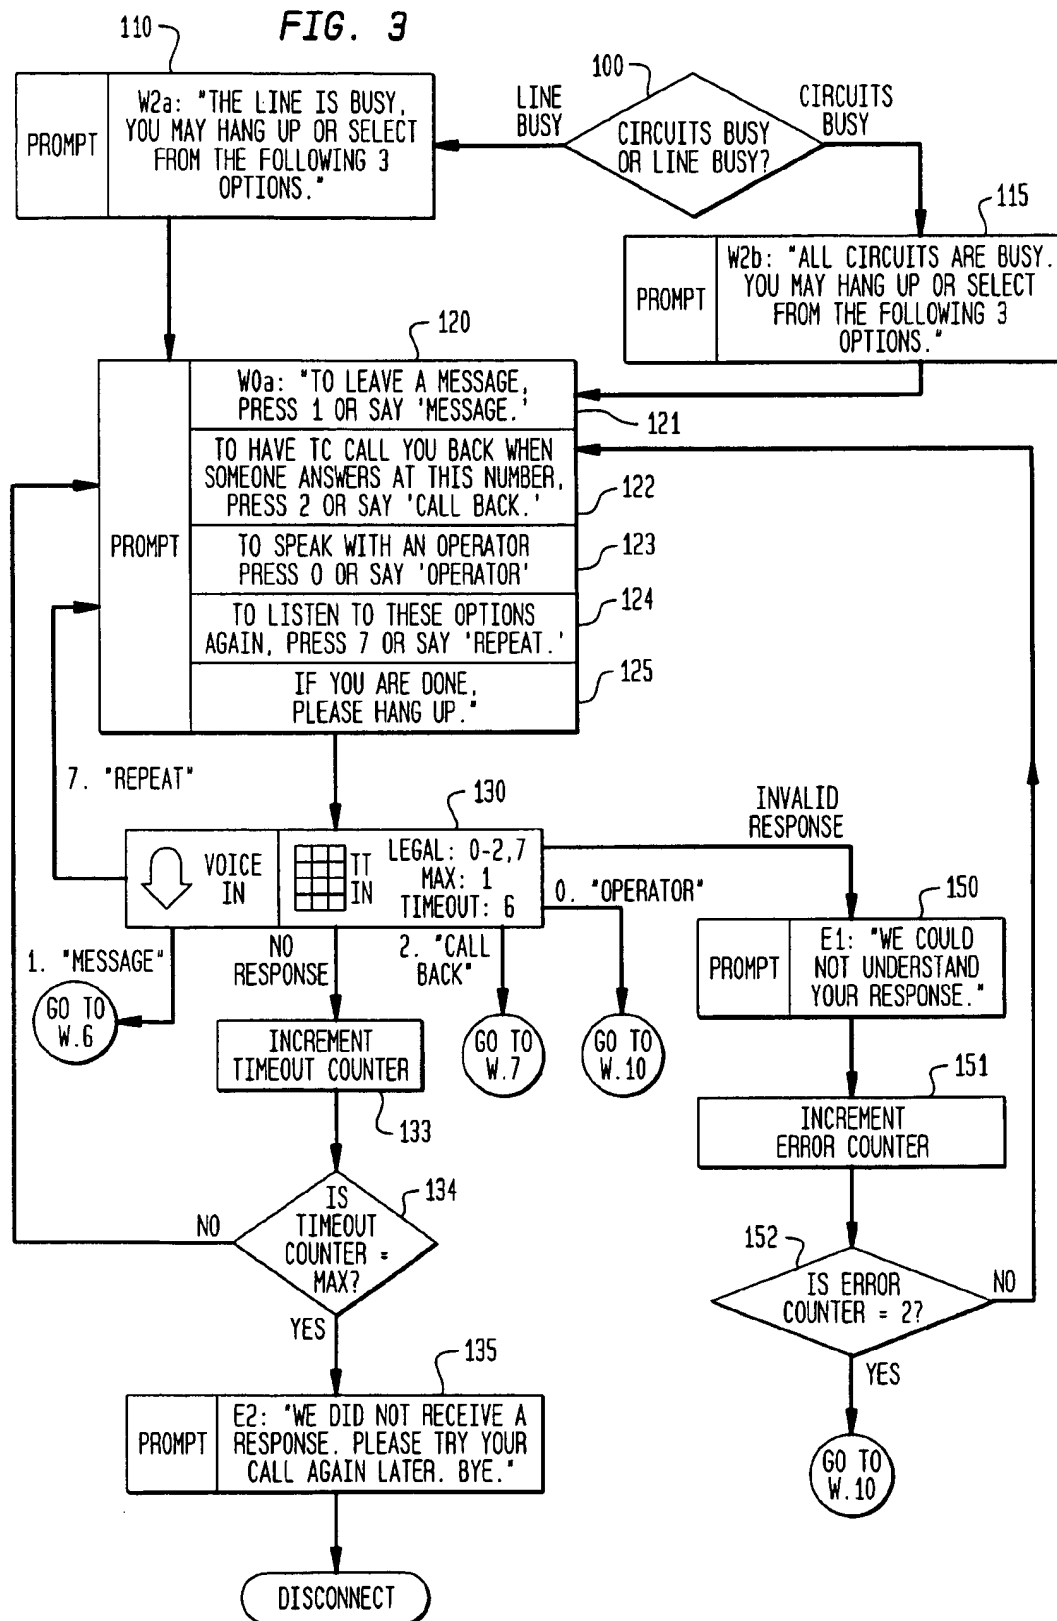 FIG. 3
110
100
LINE
BUSY
CIRCUITS
BUSY
CIRCUITS BUSY
OR LINE BUSY?
PROMPT
W2a: "THE LINE IS BUSY,
YOU MAY HANG UP OR SELECT
FROM THE FOLLOWING 3
OPTIONS."
115
PROMPT
W2b: "ALL CIRCUITS ARE BUSY.
YOU MAY HANG UP OR SELECT
FROM THE FOLLOWING 3
OPTIONS."
120
PROMPT
W0a: "TO LEAVE A MESSAGE,
PRESS 1 OR SAY 'MESSAGE.'
121
TO HAVE TC CALL YOU BACK WHEN
SOMEONE ANSWERS AT THIS NUMBER,
PRESS 2 OR SAY 'CALL BACK.'
122
TO SPEAK WITH AN OPERATOR
PRESS 0 OR SAY 'OPERATOR'
123
TO LISTEN TO THESE OPTIONS
AGAIN, PRESS 7 OR SAY 'REPEAT.'
124
IF YOU ARE DONE,
PLEASE HANG UP."
125
7. "REPEAT"
130
VOICE
IN
TT
IN
LEGAL: 0-2,7
MAX: 1
TIMEOUT: 6
INVALID
RESPONSE
0. "OPERATOR"
1. "MESSAGE"
GO TO
W.6
NO
RESPONSE
2. "CALL
BACK"
GO TO
W.7
GO TO
W.10
150
PROMPT
E1: "WE COULD
NOT UNDERSTAND
YOUR RESPONSE."
INCREMENT
TIMEOUT COUNTER
133
151
INCREMENT
ERROR COUNTER
134
IS
TIMEOUT
COUNTER =
MAX?
NO
YES
152
IS ERROR
COUNTER = 2?
NO
YES
GO TO
W.10
135
PROMPT
E2: "WE DID NOT RECEIVE A
RESPONSE. PLEASE TRY YOUR
CALL AGAIN LATER. BYE."
DISCONNECT